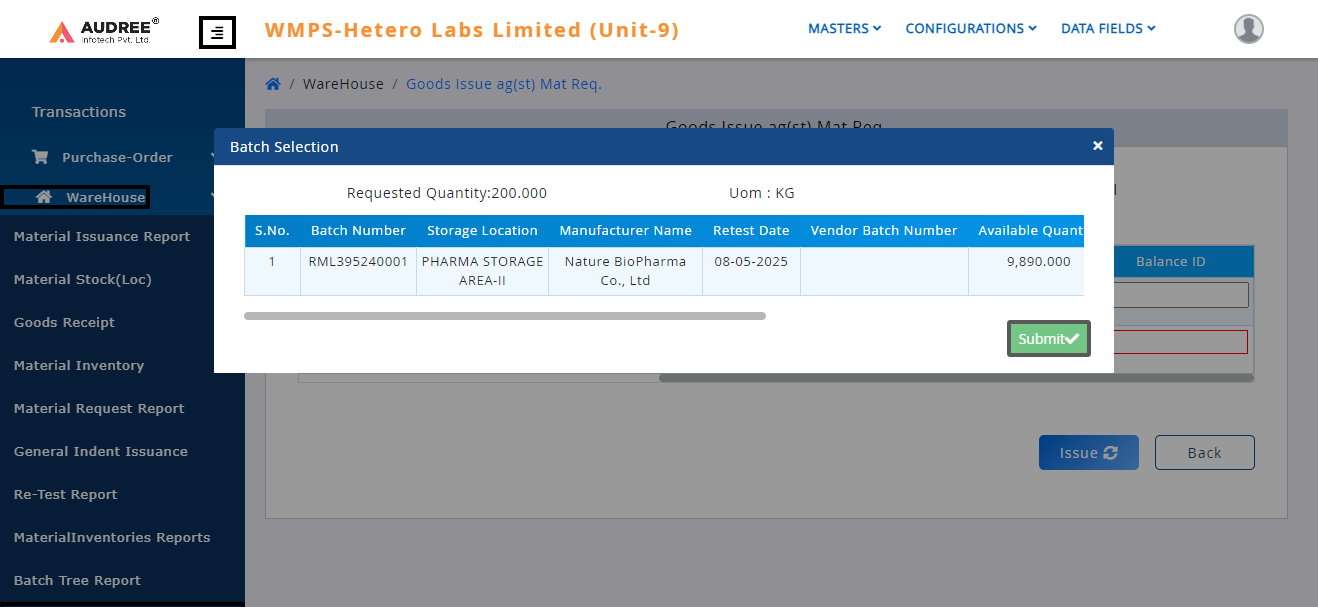 AUDREE®
Infotech Pvt. Ltd.
WMPS-Hetero Labs Limited (Unit-9)
MASTERS
CONFIGURATIONS
DATA FIELDS
Transactions
Purchase-Order
WareHouse
Material Issuance Report
Material Stock(Loc)
Goods Receipt
Material Inventory
Material Request Report
General Indent Issuance
Re-Test Report
MaterialInventories Reports
Batch Tree Report
/ WareHouse / Goods Issue ag(st) Mat Req.
Goods Issue ag(st) Mat Req
Batch Selection ×
Requested Quantity:200.000 Uom : KG
S.No. Batch Number Storage Location Manufacturer Name Retest Date Vendor Batch Number Available Quant
1 RML395240001 PHARMA STORAGE AREA-II Nature BioPharma Co., Ltd 08-05-2025 9,890.000
Submit
Balance ID
Issue
Back